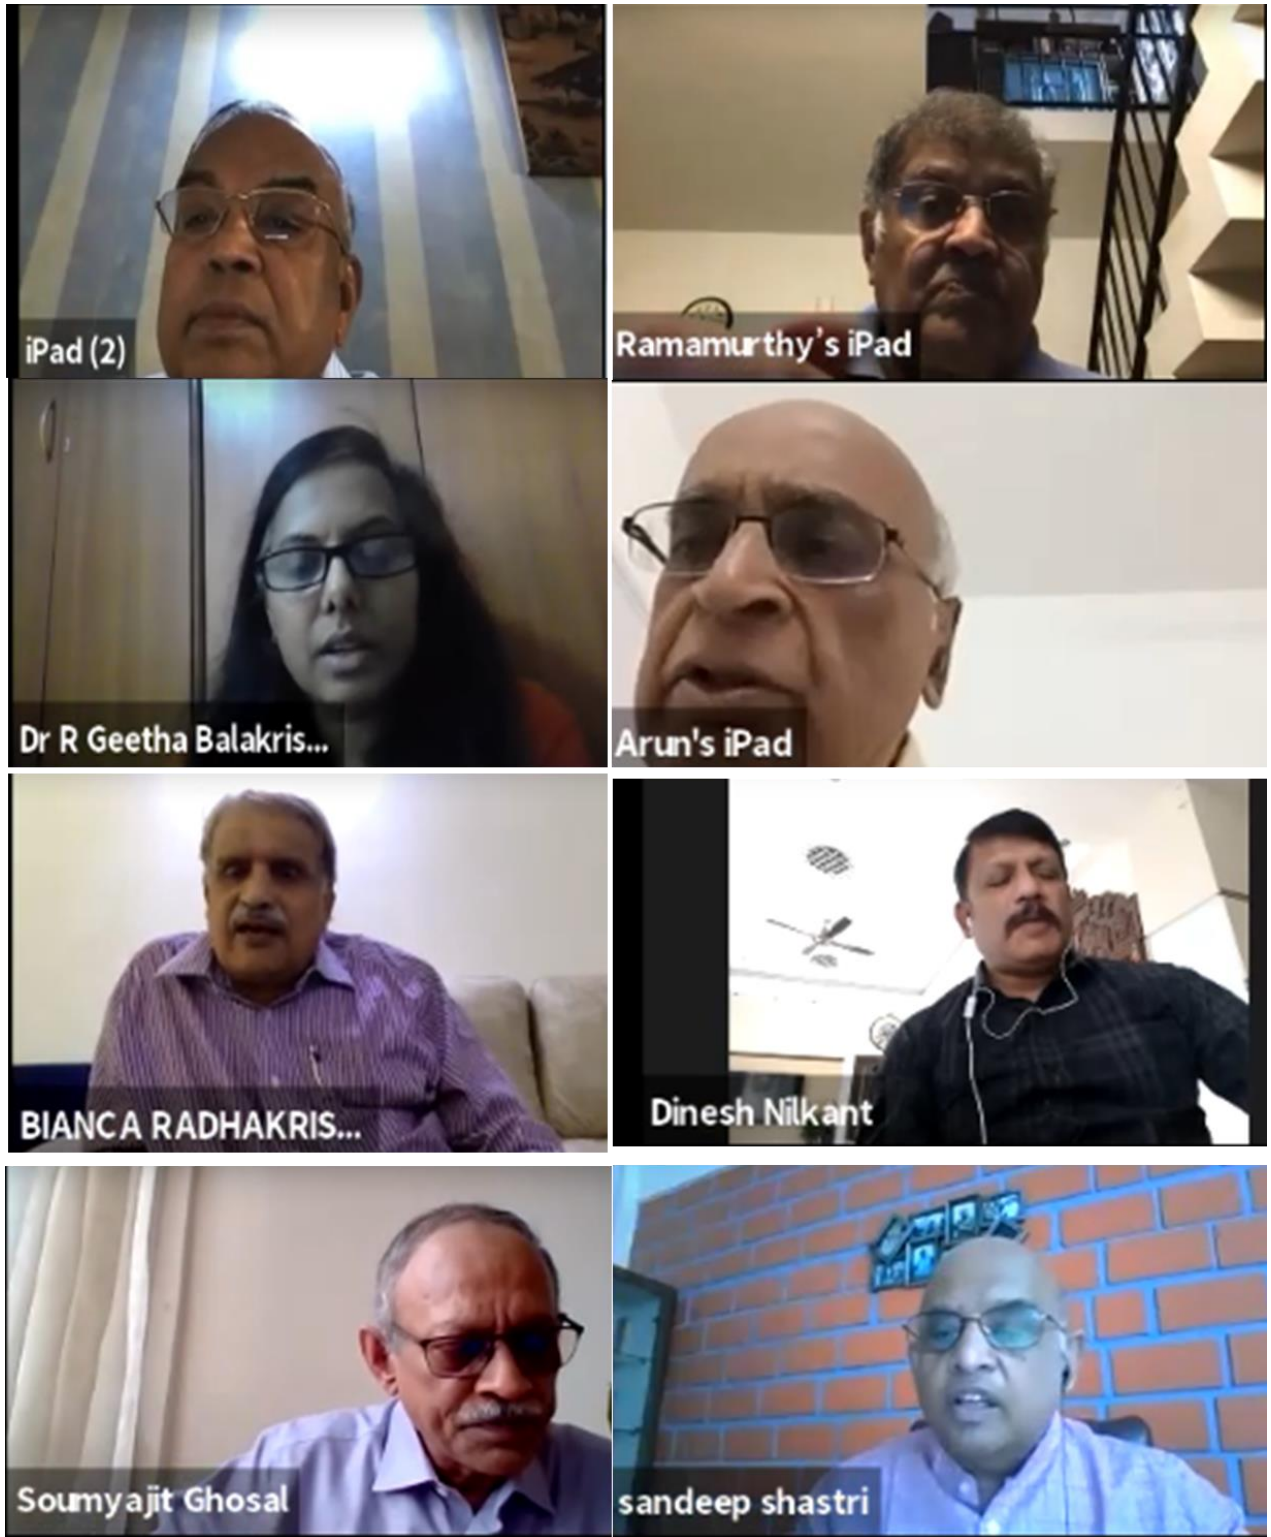 iPad (2)
Ramamurthy’s iPad
Dr R Geetha Balakris...
Arun's iPad
BIANCA RADHAKRIS...
Dinesh Nilkant
Soumyajit Ghosal
sandeep shastri